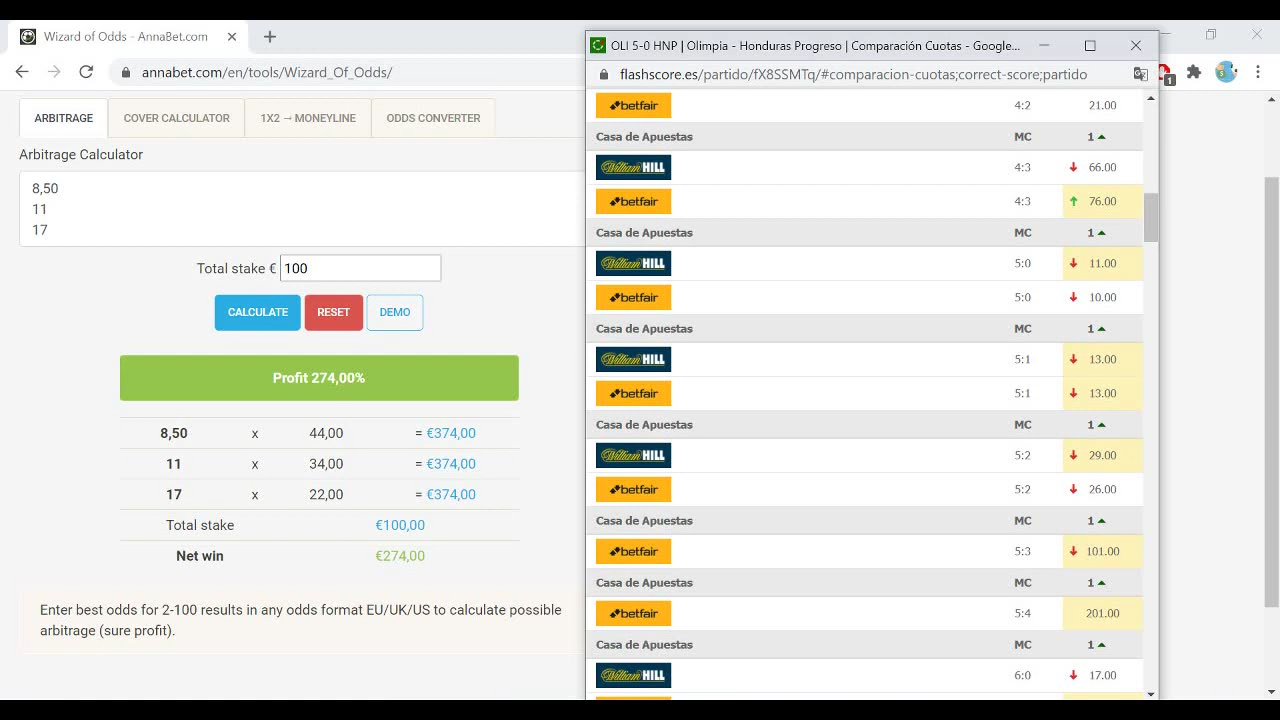 Wizard of Odds - AnnaBet.com
annabet.com/en/tools/Wizard_Of_Odds/
1
ARBITRAGE
COVER CALCULATOR
1X2 → MONEYLINE
ODDS CONVERTER
Arbitrage Calculator
8,50
11
17
Total stake € 100
CALCULATE
RESET
DEMO
Profit 274,00%
8,50 x 44,00 = €374,00
11 x 34,00 = €374,00
17 x 22,00 = €374,00
Total stake €100,00
Net win €274,00
Enter best odds for 2-100 results in any odds format EU/UK/US to calculate possible
arbitrage (sure profit).
OLI 5-0 HNP | Olimpia - Honduras Progreso | Comparación Cuotas - Google...
flashscore.es/partido/fX8SSMTq/#comparacion-cuotas;correct-score;partido
betfair 4:2 21.00
Casa de Apuestas MC 1
William HILL 4:3
betfair 4:3 76.00
Casa de Apuestas MC 1
William HILL 5:0 11.00
betfair 5:0 10.00
Casa de Apuestas MC 1
William HILL 5:1
betfair 5:1 13.00
Casa de Apuestas MC 1
William HILL 5:2 29.00
betfair 5:2 26.00
Casa de Apuestas MC 1
betfair 5:3 101.00
Casa de Apuestas MC 1
betfair 5:4 201.00
Casa de Apuestas MC 1
William HILL 6:0